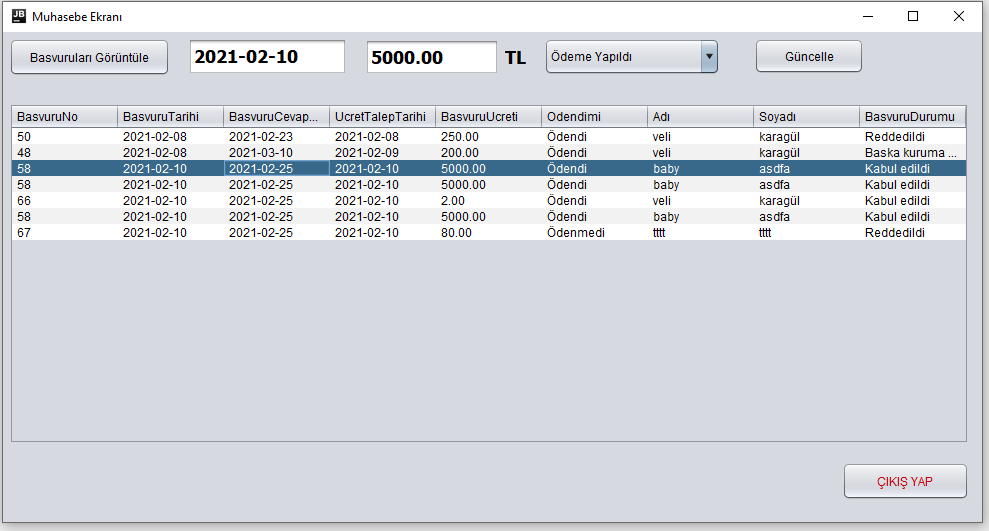 JB Muhasebe Ekranı
Basvuruları Görüntüle 2021-02-10 5000.00 TL Ödeme Yapıldı Güncelle
BasvuruNo BasvuruTarihi BasvuruCevap... UcretTalepTarihi BasvuruUcreti Odendimi Adı Soyadı BasvuruDurumu
50 2021-02-08 2021-02-23 2021-02-08 250.00 Ödendi veli karagül Reddedildi
48 2021-02-08 2021-03-10 2021-02-09 200.00 Ödendi veli karagül Baska kuruma ...
58 2021-02-10 2021-02-25 2021-02-10 5000.00 Ödendi baby asdfa Kabul edildi
58 2021-02-10 2021-02-25 2021-02-10 5000.00 Ödendi baby asdfa Kabul edildi
66 2021-02-10 2021-02-25 2021-02-10 2.00 Ödendi veli karagül Kabul edildi
58 2021-02-10 2021-02-25 2021-02-10 5000.00 Ödendi baby asdfa Kabul edildi
67 2021-02-10 2021-02-25 2021-02-10 80.00 Ödenmedi tttt tttt Reddedildi
ÇIKIŞ YAP